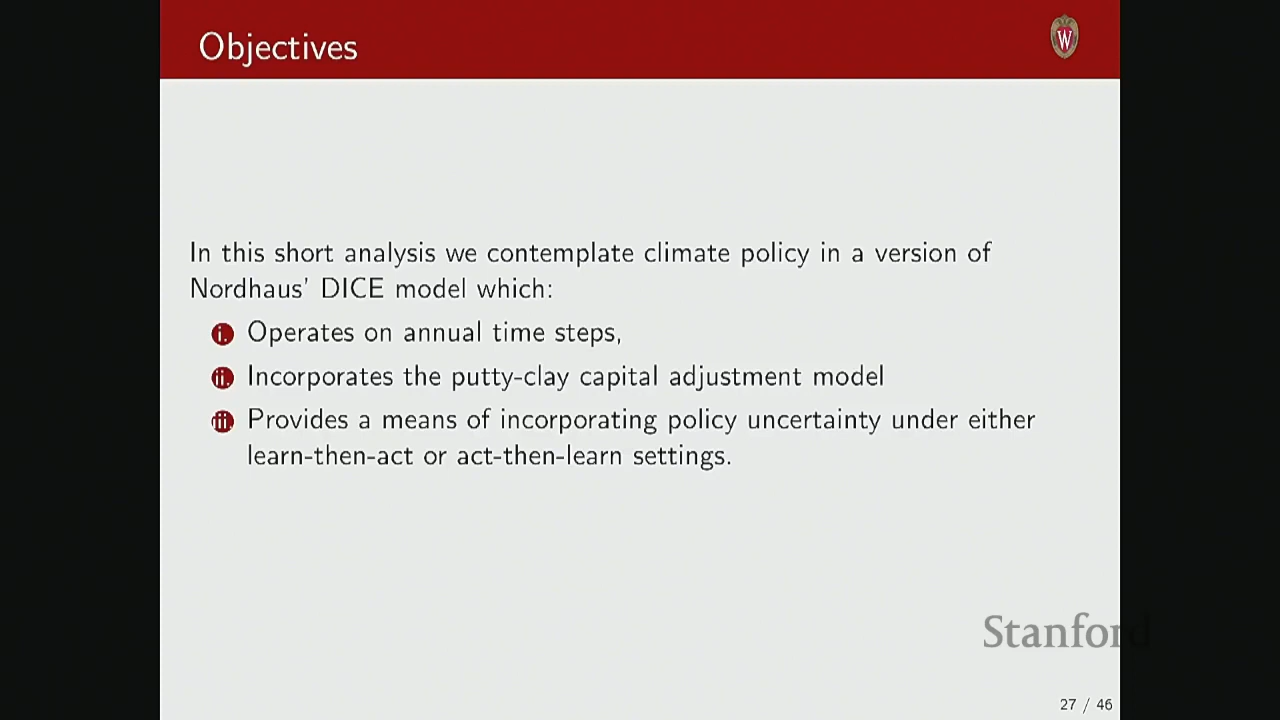 Objectives
W
In this short analysis we contemplate climate policy in a version of
Nordhaus' DICE model which:
i. Operates on annual time steps,
ii. Incorporates the putty-clay capital adjustment model
iii. Provides a means of incorporating policy uncertainty under either
learn-then-act or act-then-learn settings.
Stanford
27 / 46